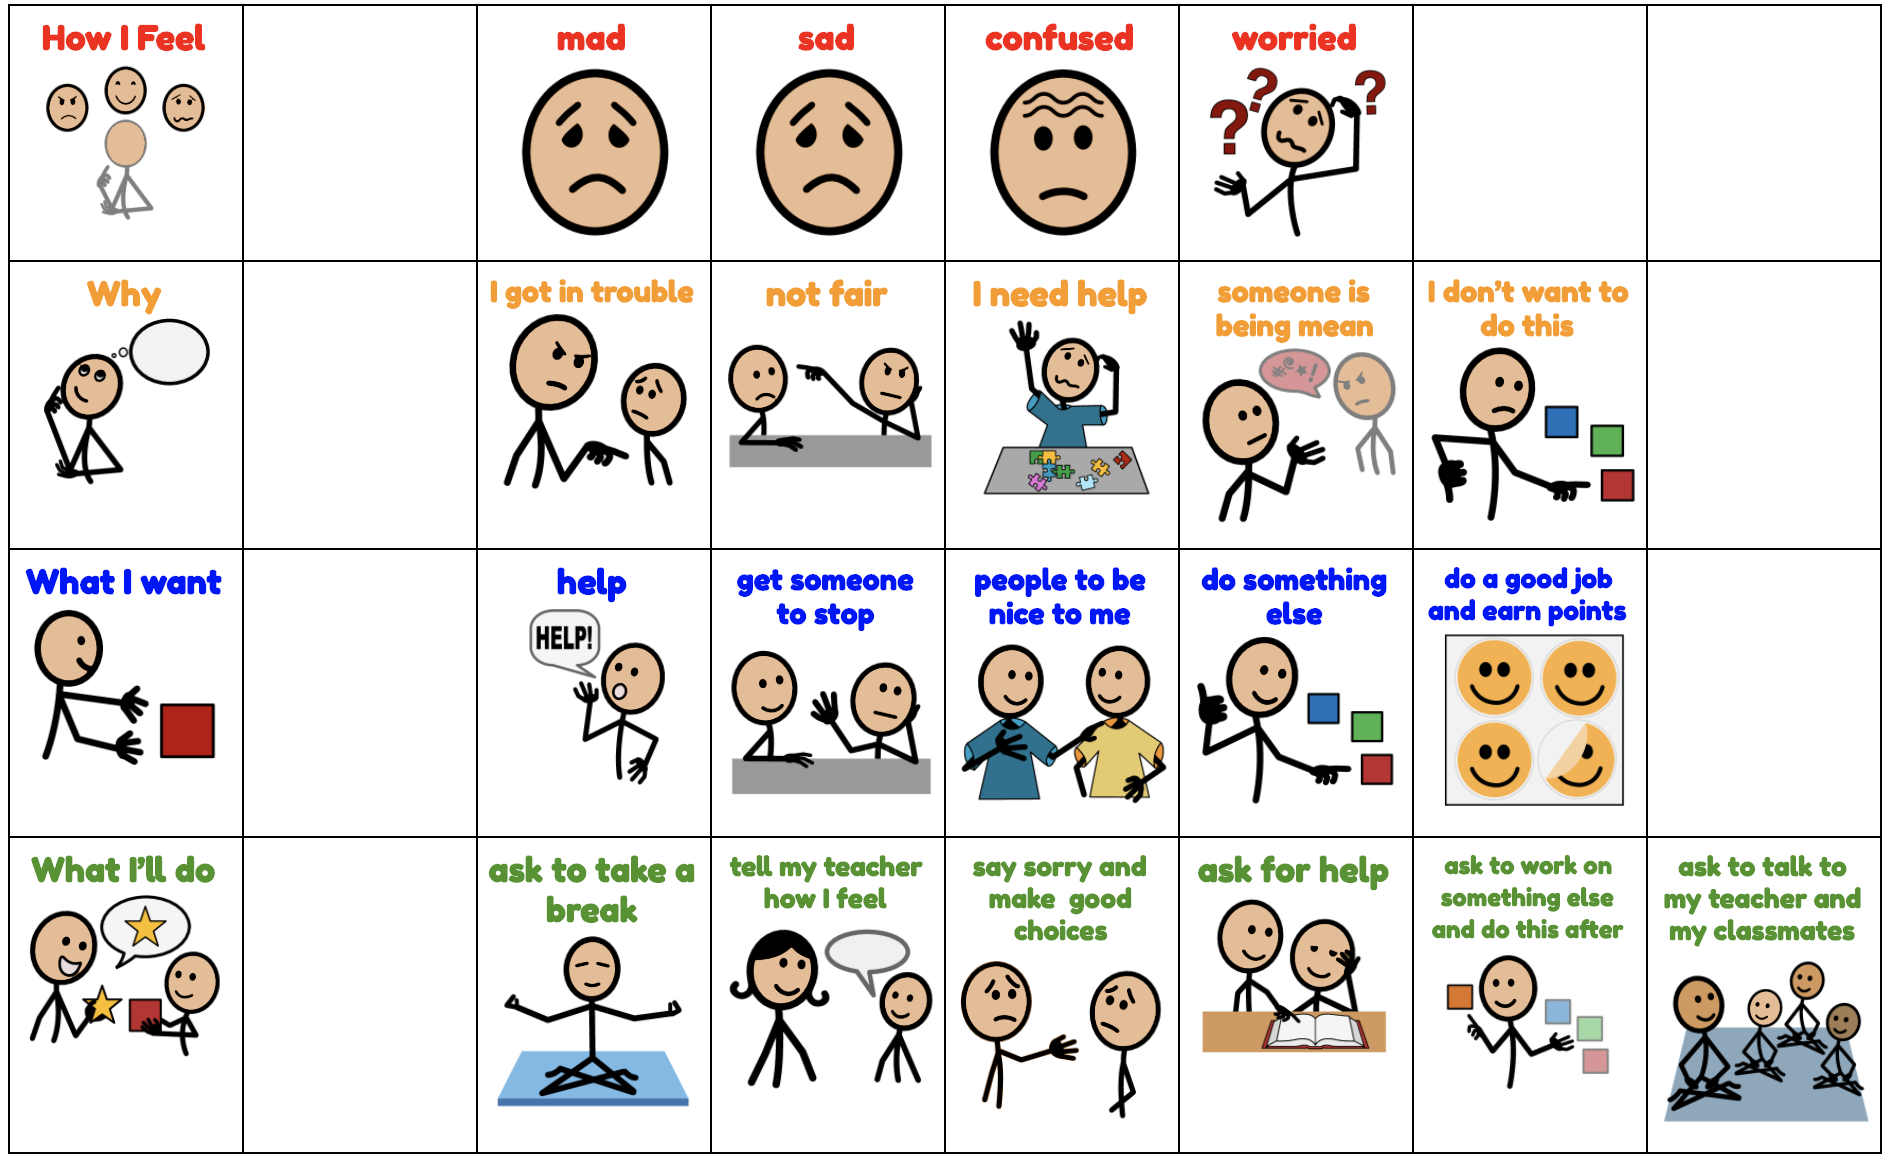 How I Feel
mad
sad
confused
worried
?
?
?
Why
I got in trouble
not fair
I need help
someone is
being mean
#@*!
I don't want to
do this
What I want
help
HELP!
get someone
to stop
people to be
nice to me
do something
else
do a good job
and earn points
What I'll do
ask to take a
break
tell my teacher
how I feel
say sorry and
make good
choices
ask for help
ask to work on
something else
and do this after
ask to talk to
my teacher and
my classmates